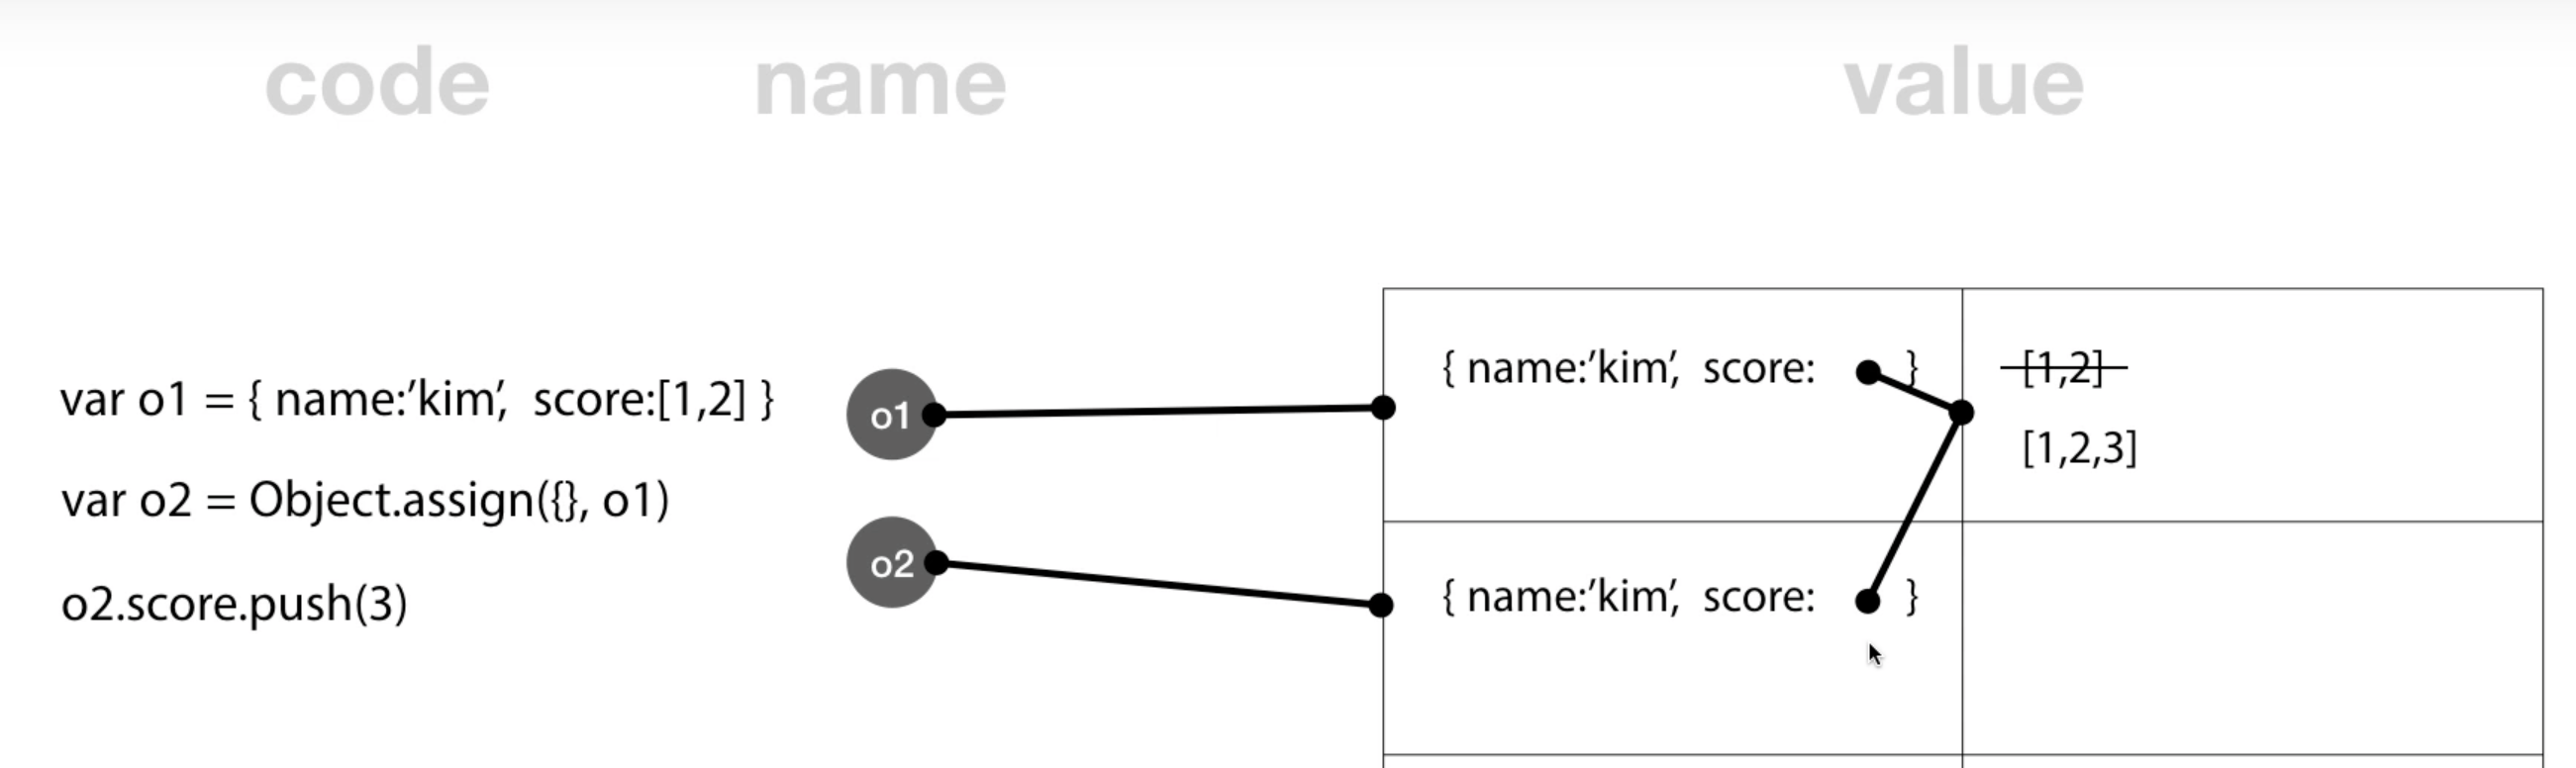 code name value
var o1 = { name:’kim’,  score:[1,2] }
var o2 = Object.assign({}, o1)
o2.score.push(3)
o1
o2
{ name:’kim’,  score: }
[1,2]
[1,2,3]
{ name:’kim’,  score: }